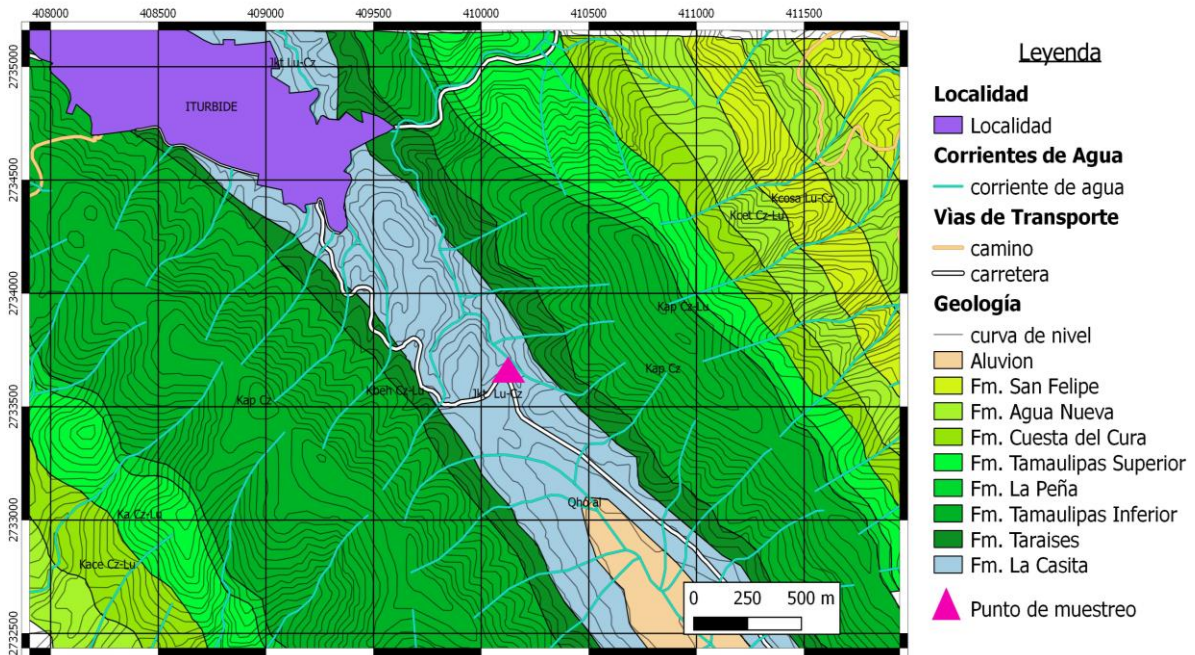 408000 408500 409000 409500 410000 410500 411000 411500
2735000
2734500
2734000
2733500
2733000
2732500
Jkt Lu-Cz
ITURBIDE
Kcosa Lu-Cz
Kcet Cz-Lu
Kap Cz-Lu
Kap Cz
Kbeh Cz-Lu
Jkt Lu-Cz
Kap Cz
Qho al
Ka Cz-Lu
Kace Cz-Lu
0 250 500 m
Leyenda
Localidad
Localidad
Corrientes de Agua
corriente de agua
Vìas de Transporte
camino
carretera
Geología
curva de nivel
Aluvion
Fm. San Felipe
Fm. Agua Nueva
Fm. Cuesta del Cura
Fm. Tamaulipas Superior
Fm. La Peña
Fm. Tamaulipas Inferior
Fm. Taraises
Fm. La Casita
Punto de muestreo